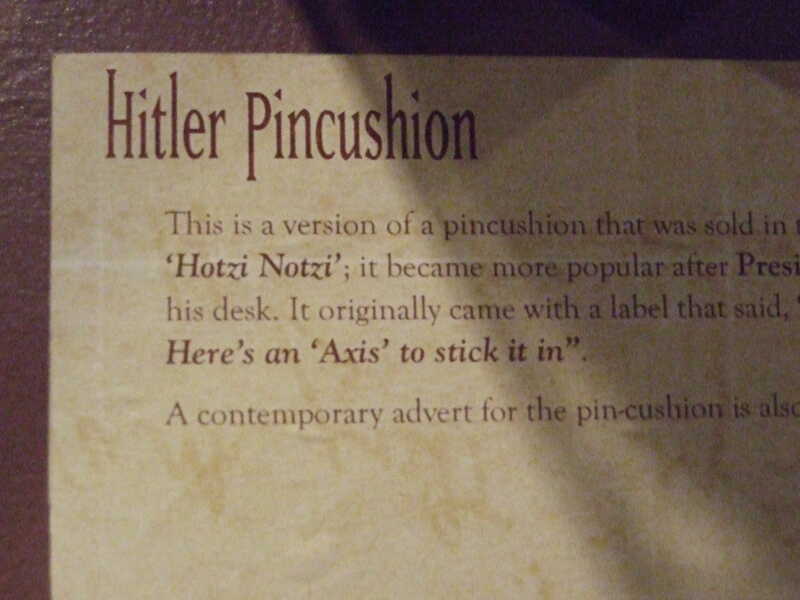 Hitler Pincushion
This is a version of a pincushion that was sold in
‘Hotzi Notzi’; it became more popular after Presi
his desk. It originally came with a label that said,
Here’s an ‘Axis’ to stick it in”.
A contemporary advert for the pin-cushion is also